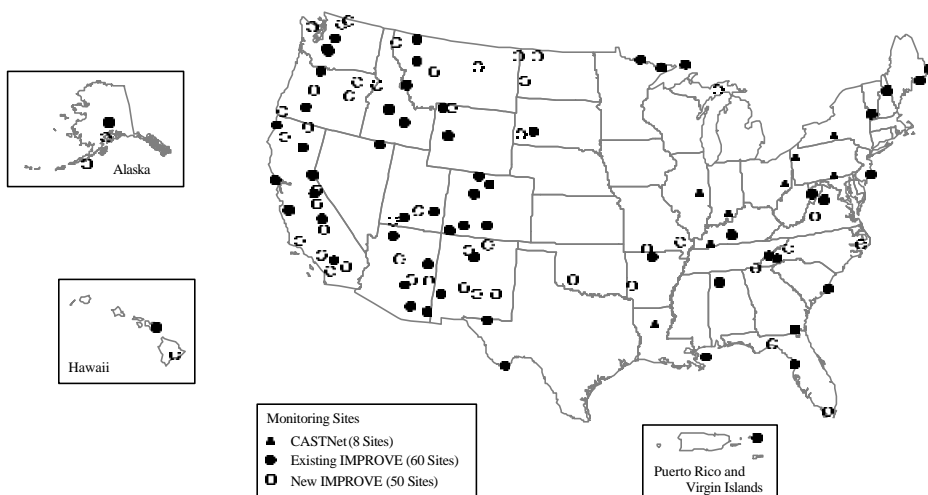 Alaska
Hawaii
Monitoring Sites
CASTNet (8 Sites)
Existing IMPROVE (60 Sites)
New IMPROVE (50 Sites)
Puerto Rico and
Virgin Islands